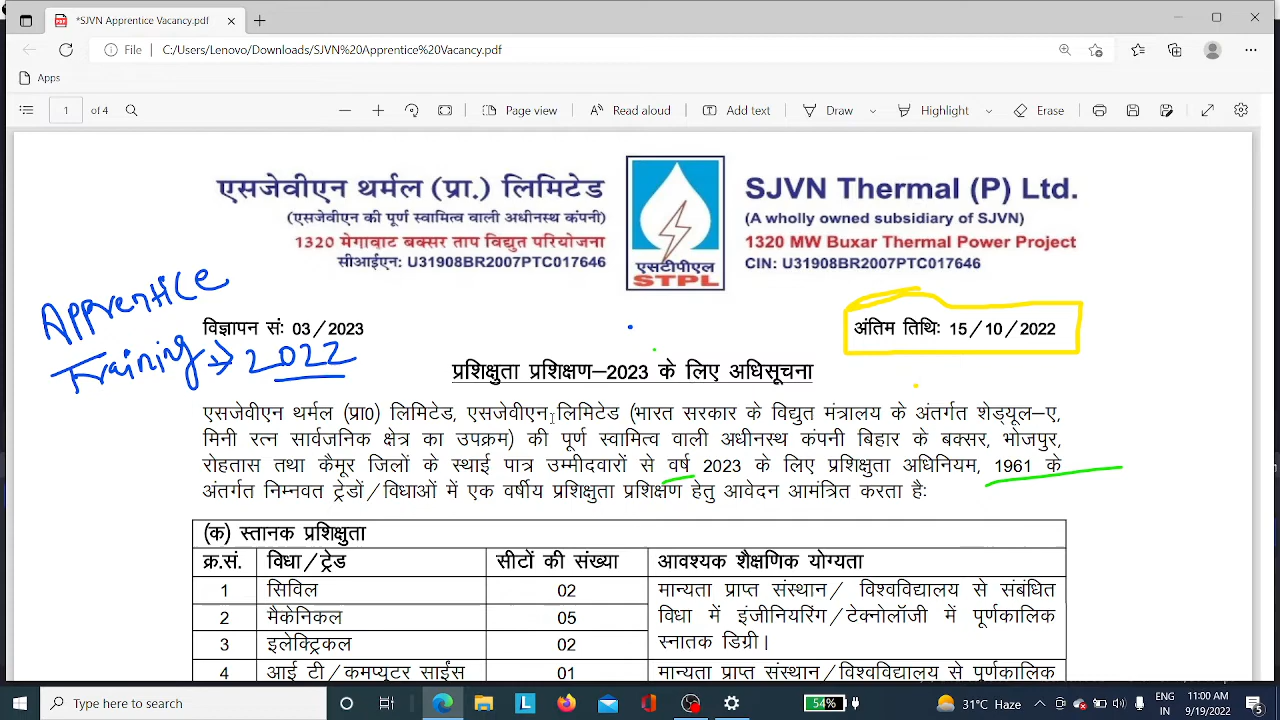 *SJVN Apprentice Vacancy.pdf
File | C:/Users/Lenovo/Downloads/SJVN%20Apprentice%20Vacancy.pdf
Apps
1 of 4 Page view Read aloud Add text Draw Highlight Erase
एसजेवीएन थर्मल (प्रा.) लिमिटेड
(एसजेवीएन की पूर्ण स्वामित्व वाली अधीनस्थ कंपनी)
1320 मेगावाट बक्सर ताप विद्युत परियोजना
सीआईएन: U31908BR2007PTC017646
एसटीपीएल
STPL
SJVN Thermal (P) Ltd.
(A wholly owned subsidiary of SJVN)
1320 MW Buxar Thermal Power Project
CIN: U31908BR2007PTC017646
Apprentice
Training → 2022
विज्ञापन सं: 03/2023
अंतिम तिथि: 15/10/2022
प्रशिक्षुता प्रशिक्षण–2023 के लिए अधिसूचना
एसजेवीएन थर्मल (प्रा0) लिमिटेड, एसजेवीएन लिमिटेड (भारत सरकार के विद्युत मंत्रालय के अंतर्गत शेड्यूल–ए,
मिनी रत्न सार्वजनिक क्षेत्र का उपक्रम) की पूर्ण स्वामित्व वाली अधीनस्थ कंपनी बिहार के बक्सर, भोजपुर,
रोहतास तथा कैमूर जिलों के स्थाई पात्र उम्मीदवारों से वर्ष 2023 के लिए प्रशिक्षुता अधिनियम, 1961 के
अंतर्गत निम्नवत ट्रेडों/विधाओं में एक वर्षीय प्रशिक्षुता प्रशिक्षण हेतु आवेदन आमंत्रित करता है:
(क) स्तानक प्रशिक्षुता
क्र.सं. विधा/ट्रेड सीटों की संख्या आवश्यक शैक्षणिक योग्यता
1 सिविल 02 मान्यता प्राप्त संस्थान/ विश्वविद्यालय से संबंधित
2 मैकेनिकल 05 विधा में इंजीनियरिंग/टेक्नोलॉजी में पूर्णकालिक
3 इलेक्ट्रिकल 02 स्नातक डिग्री।
4 आई टी/कमप्यूटर साईंस 01 मान्यता प्राप्त संस्थान/विश्वविद्यालय से पूर्णकालिक
Type here to search
L
54%
31°C Haze
ENG
IN
11:00 AM
9/19/2022